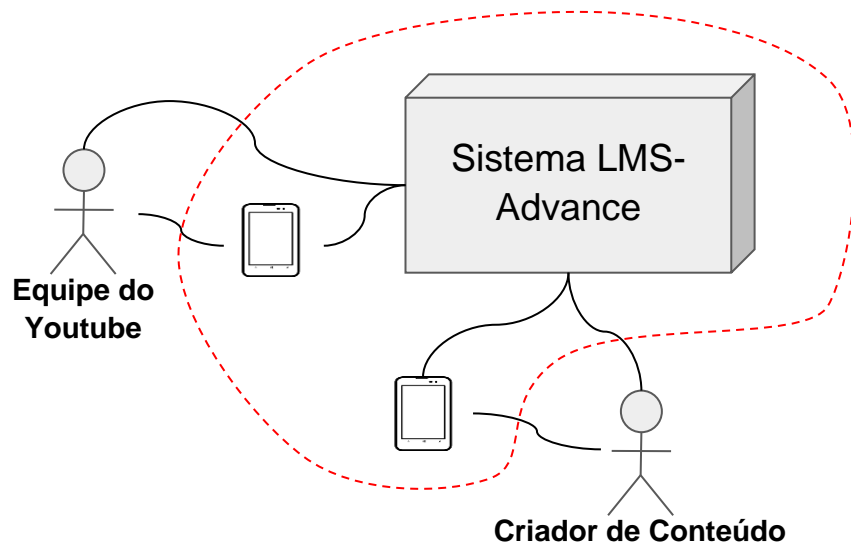 Sistema LMS-
Advance
Equipe do
Youtube
Criador de Conteúdo